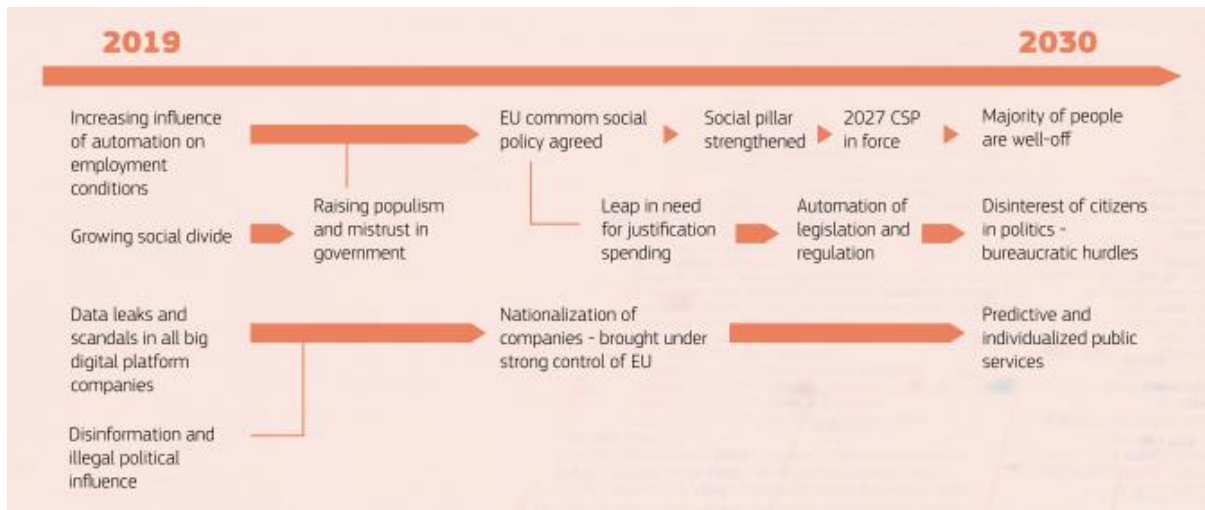 2019
2030
Increasing influence
of automation on
employment
conditions
EU commom social
policy agreed
Social pillar
strengthened
2027 CSP
in force
Majority of people
are well-off
Growing social divide
Raising populism
and mistrust in
government
Leap in need
for justification
spending
Automation of
legislation and
regulation
Disinterest of citizens
in politics -
bureaucratic hurdles
Data leaks and
scandals in all big
digital platform
companies
Nationalization of
companies - brought under
strong control of EU
Predictive and
individualized public
services
Disinformation and
illegal political
influence